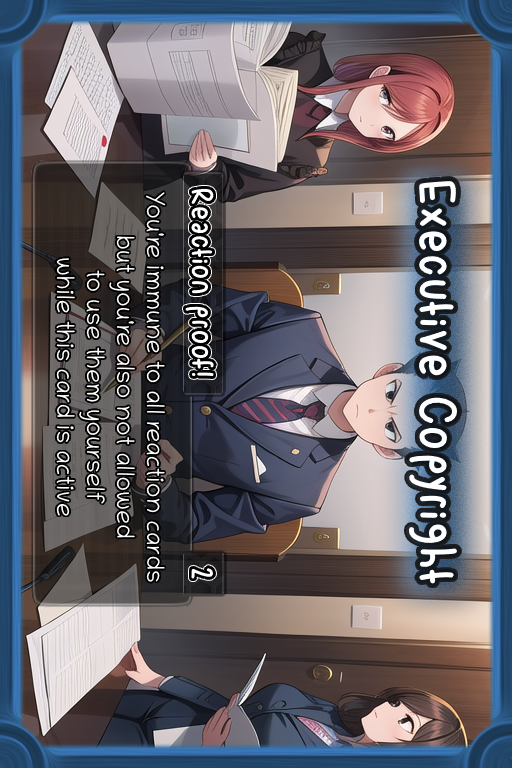 Executive Copyright
Reaction proof! 2
You're immune to all reaction cards
but you're also not allowed
to use them yourself
while this card is active